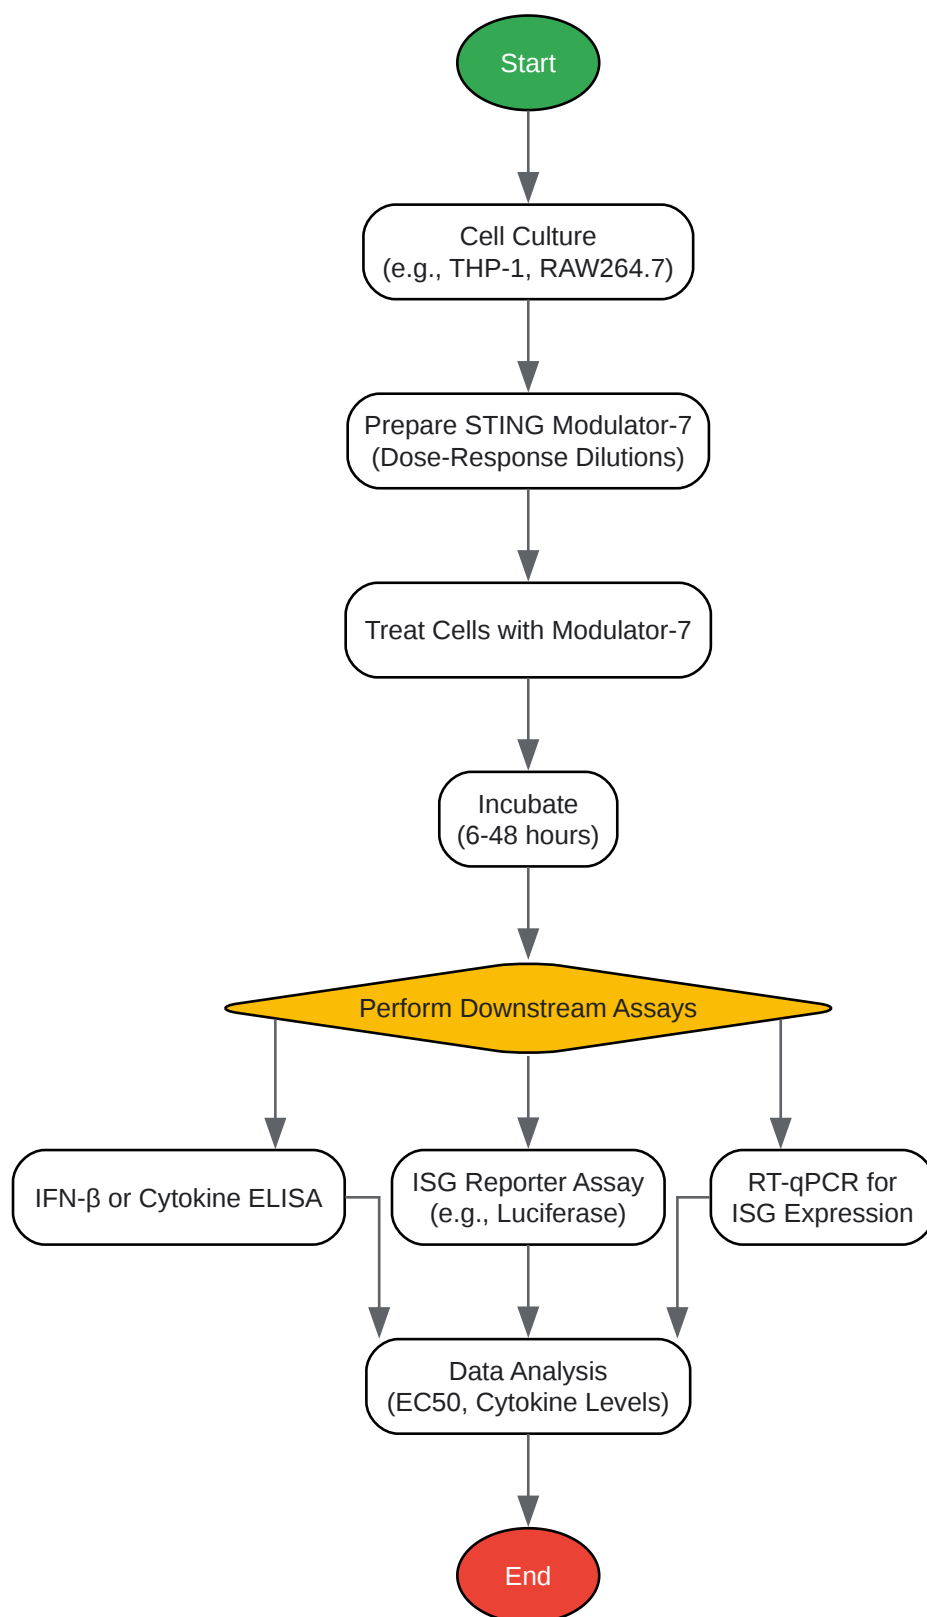 Start
Cell Culture
(e.g., THP-1, RAW264.7)
Prepare STING Modulator-7
(Dose-Response Dilutions)
Treat Cells with Modulator-7
Incubate
(6-48 hours)
Perform Downstream Assays
IFN-β or Cytokine ELISA
ISG Reporter Assay
(e.g., Luciferase)
RT-qPCR for
ISG Expression
Data Analysis
(EC50, Cytokine Levels)
End